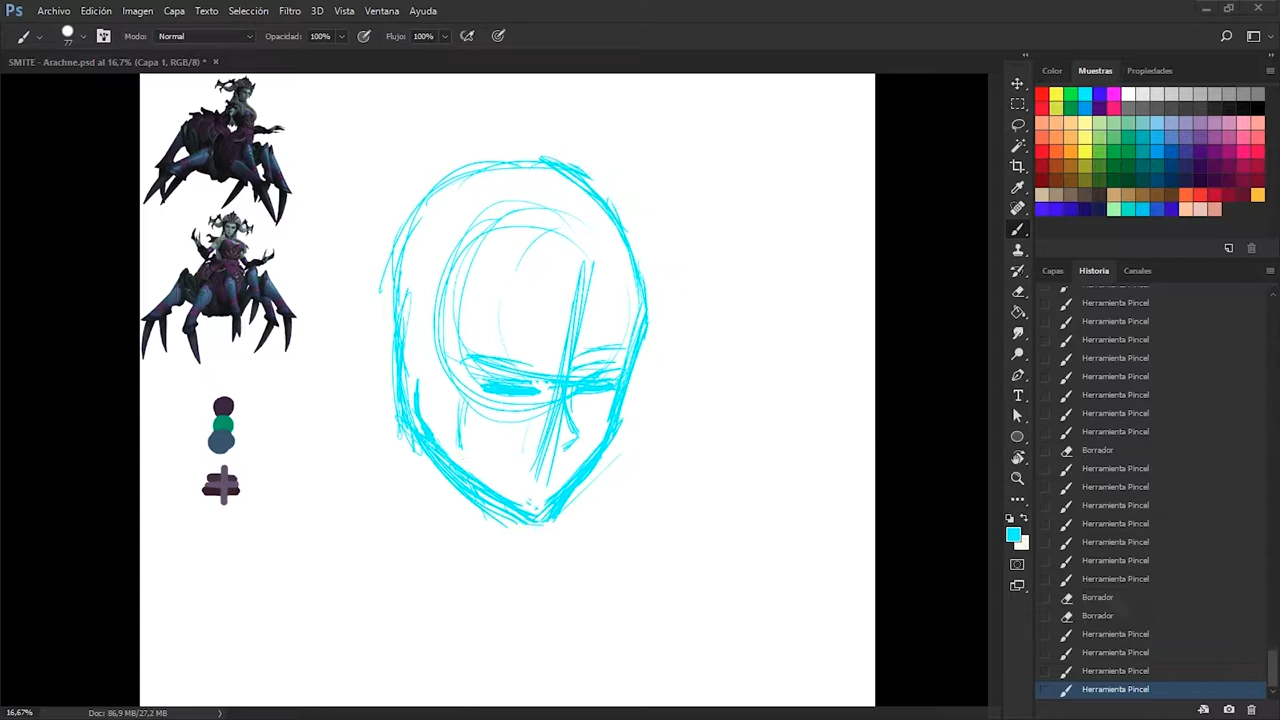 Ps Archivo Edición Imagen Capa Texto Selección Filtro 3D Vista Ventana Ayuda
77 Modo: Normal Opacidad: 100% Flujo: 100%
SMITE - Arachne.psd al 16,7% (Capa 1, RGB/8) * ×
Color Muestras Propiedades
Capas Historia Canales
Herramienta Pincel
Herramienta Pincel
Herramienta Pincel
Herramienta Pincel
Herramienta Pincel
Herramienta Pincel
Herramienta Pincel
Herramienta Pincel
Herramienta Pincel
Borrador
Herramienta Pincel
Herramienta Pincel
Herramienta Pincel
Herramienta Pincel
Herramienta Pincel
Herramienta Pincel
Herramienta Pincel
Borrador
Borrador
Herramienta Pincel
Herramienta Pincel
Herramienta Pincel
Herramienta Pincel
16,67% Doc: 86,9 MB/27,2 MB